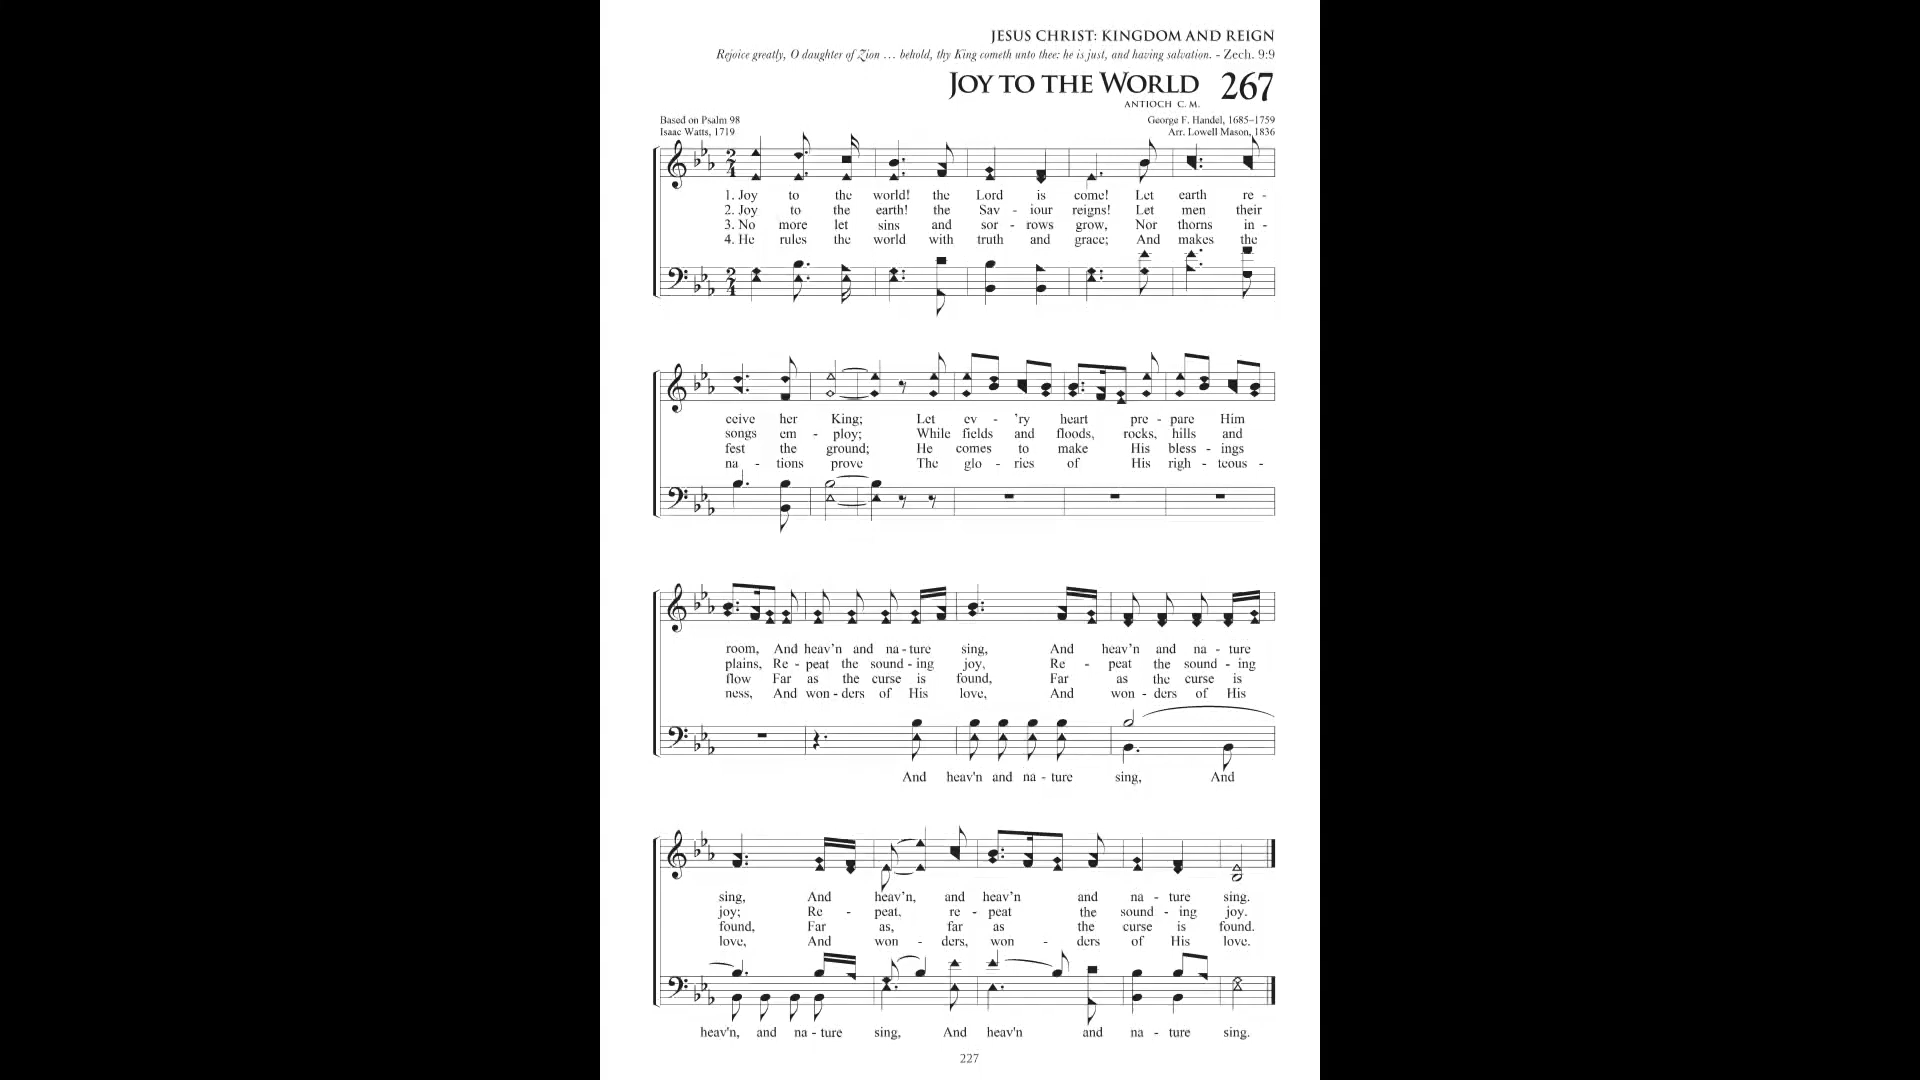 JESUS CHRIST: KINGDOM AND REIGN
Rejoice greatly, O daughter of Zion … behold, thy King cometh unto thee: he is just, and having salvation. - Zech. 9:9
JOY TO THE WORLD 267
ANTIOCH C. M.
Based on Psalm 98 George F. Handel, 1685–1759
Isaac Watts, 1719 Arr. Lowell Mason, 1836
1. Joy to the world! the Lord is come! Let earth re -
2. Joy to the earth! the Sav - iour reigns! Let men their
3. No more let sins and sor - rows grow, Nor thorns in -
4. He rules the world with truth and grace; And makes the
ceive her King; Let ev - 'ry heart pre - pare Him
songs em - ploy; While fields and floods, rocks, hills and
fest the ground; He comes to make His bless - ings
na - tions prove The glo - ries of His righ - teous -
room, And heav'n and na - ture sing, And heav'n and na - ture
plains, Re - peat the sound - ing joy, Re - peat the sound - ing
flow Far as the curse is found, Far as the curse is
ness, And won - ders of His love, And won - ders of His
And heav'n and na - ture sing, And
sing, And heav'n, and heav'n and na - ture sing.
joy; Re - peat, re - peat the sound - ing joy.
found, Far as, far as the curse is found.
love, And won - ders, won - ders of His love.
heav'n, and na - ture sing, And heav'n and na - ture sing.
227